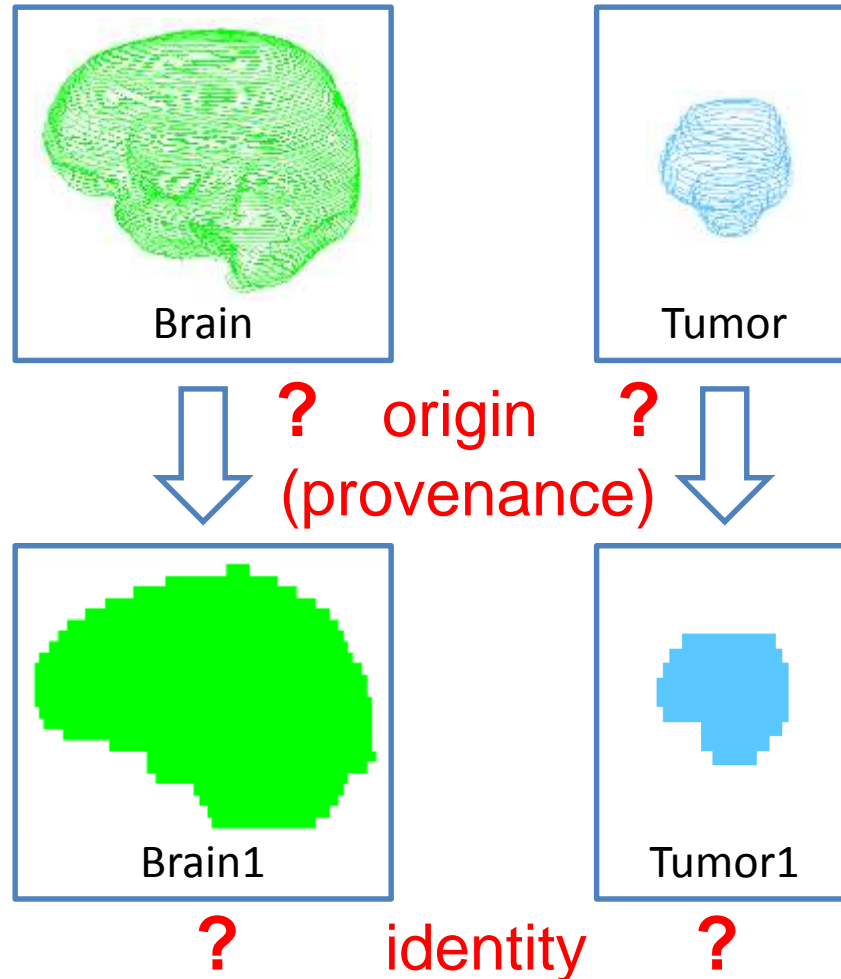 Brain Tumor
? origin ?
(provenance)
Brain1 Tumor1
? identity ?